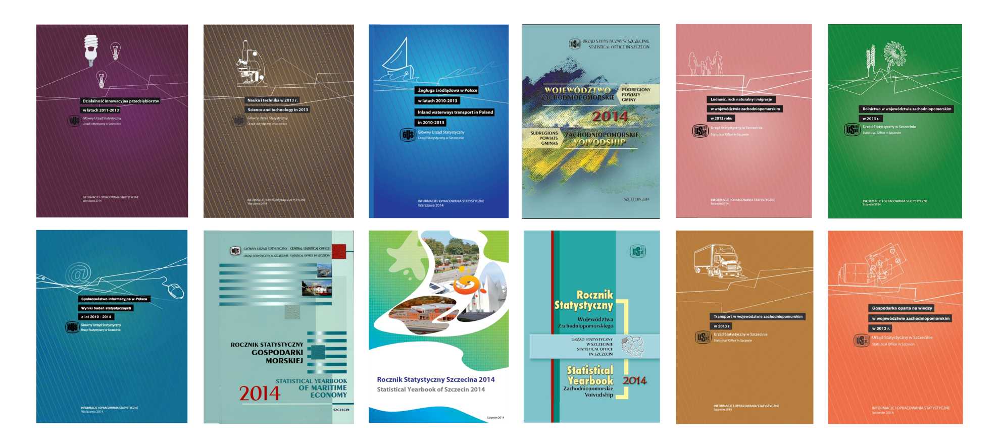 Działalność innowacyjna przedsiębiorstw
w latach 2011-2013
GUS
Główny Urząd Statystyczny
Urząd Statystyczny w Szczecinie
INFORMACJE I OPRACOWANIA STATYSTYCZNE
Warszawa 2014
Nauka i technika w 2013 r.
Science and technology in 2013
GUS
Główny Urząd Statystyczny
Urząd Statystyczny w Szczecinie
INFORMACJE I OPRACOWANIA STATYSTYCZNE
Warszawa 2014
Żegluga śródlądowa w Polsce
w latach 2010-2013
Inland waterways transport in Poland
in 2010-2013
GUS
Główny Urząd Statystyczny
Urząd Statystyczny w Szczecinie
INFORMACJE I OPRACOWANIA STATYSTYCZNE
Warszawa 2014
UStat
URZĄD STATYSTYCZNY W SZCZECINIE
STATISTICAL OFFICE IN SZCZECIN
WOJEWÓDZTWO
ZACHODNIOPOMORSKIE
PODREGIONY
POWIATY
GMINY
2014
SUBREGIONS
POWIATS
GMINAS
ZACHODNIOPOMORSKIE
VOIVODSHIP
SZCZECIN 2014
Ludność, ruch naturalny i migracje
w województwie zachodniopomorskim
w 2013 roku
UStat
Urząd Statystyczny w Szczecinie
Statistical Office in Szczecin
INFORMACJE I OPRACOWANIA STATYSTYCZNE
Szczecin 2014
Rolnictwo w województwie zachodniopomorskim
w 2013 r.
UStat
Urząd Statystyczny w Szczecinie
Statistical Office in Szczecin
INFORMACJE I OPRACOWANIA STATYSTYCZNE
Szczecin 2014
@
Społeczeństwo informacyjne w Polsce
Wyniki badań statystycznych
z lat 2010 - 2014
GUS
Główny Urząd Statystyczny
Urząd Statystyczny w Szczecinie
INFORMACJE I OPRACOWANIA STATYSTYCZNE
Warszawa 2014
GUS
GŁÓWNY URZĄD STATYSTYCZNY CENTRAL STATISTICAL OFFICE
URZĄD STATYSTYCZNY W SZCZECINIE STATISTICAL OFFICE IN SZCZECIN
ROCZNIK STATYSTYCZNY
GOSPODARKI
MORSKIEJ
STATISTICAL YEARBOOK
OF MARITIME
ECONOMY
2014
SZCZECIN
Rocznik Statystyczny Szczecina 2014
Statistical Yearbook of Szczecin 2014
Szczecin 2014
UStat
Rocznik
Statystyczny
Województwa
Zachodniopomorskiego
URZĄD STATYSTYCZNY
W SZCZECINIE
STATISTICAL OFFICE
IN SZCZECIN
Statistical
Yearbook
2014
Zachodniopomorskie
Voivodship
Transport w województwie zachodniopomorskim
w 2013 r.
UStat
Urząd Statystyczny w Szczecinie
Statistical Office in Szczecin
INFORMACJE I OPRACOWANIA STATYSTYCZNE
Szczecin 2014
Gospodarka oparta na wiedzy
w województwie zachodniopomorskim
w 2013 r.
UStat
Urząd Statystyczny w Szczecinie
Statistical Office in Szczecin
INFORMACJE I OPRACOWANIA STATYSTYCZNE
Szczecin 2014